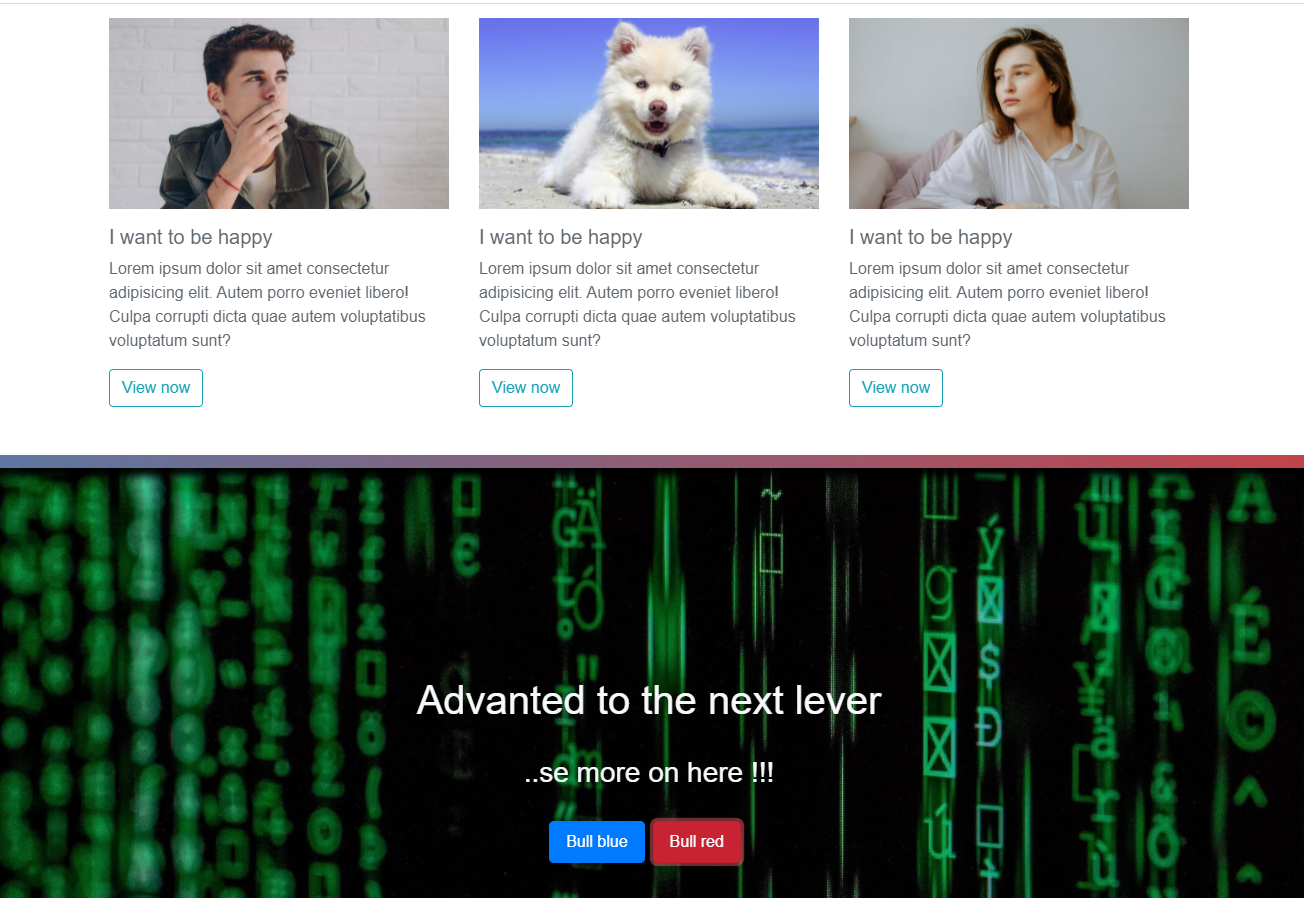 I want to be happy
Lorem ipsum dolor sit amet consectetur
adipisicing elit. Autem porro eveniet libero!
Culpa corrupti dicta quae autem voluptatibus
voluptatum sunt?
View now
I want to be happy
Lorem ipsum dolor sit amet consectetur
adipisicing elit. Autem porro eveniet libero!
Culpa corrupti dicta quae autem voluptatibus
voluptatum sunt?
View now
I want to be happy
Lorem ipsum dolor sit amet consectetur
adipisicing elit. Autem porro eveniet libero!
Culpa corrupti dicta quae autem voluptatibus
voluptatum sunt?
View now
Advanted to the next lever
..se more on here !!!
Bull blue
Bull red